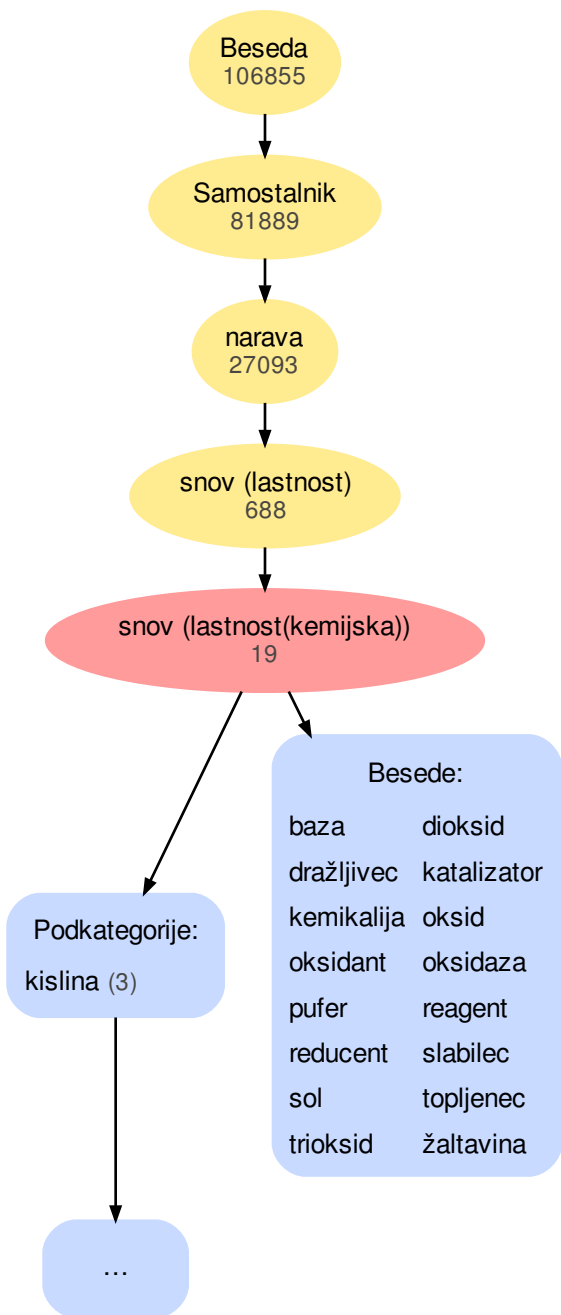 Beseda
106855
Samostalnik
81889
narava
27093
snov (lastnost)
688
snov (lastnost(kemijska))
19
Besede:
baza dioksid
dražljivec katalizator
kemikalija oksid
oksidant oksidaza
pufer reagent
reducent slabilec
sol topljenec
trioksid žaltavina
Podkategorije:
kislina (3)
...